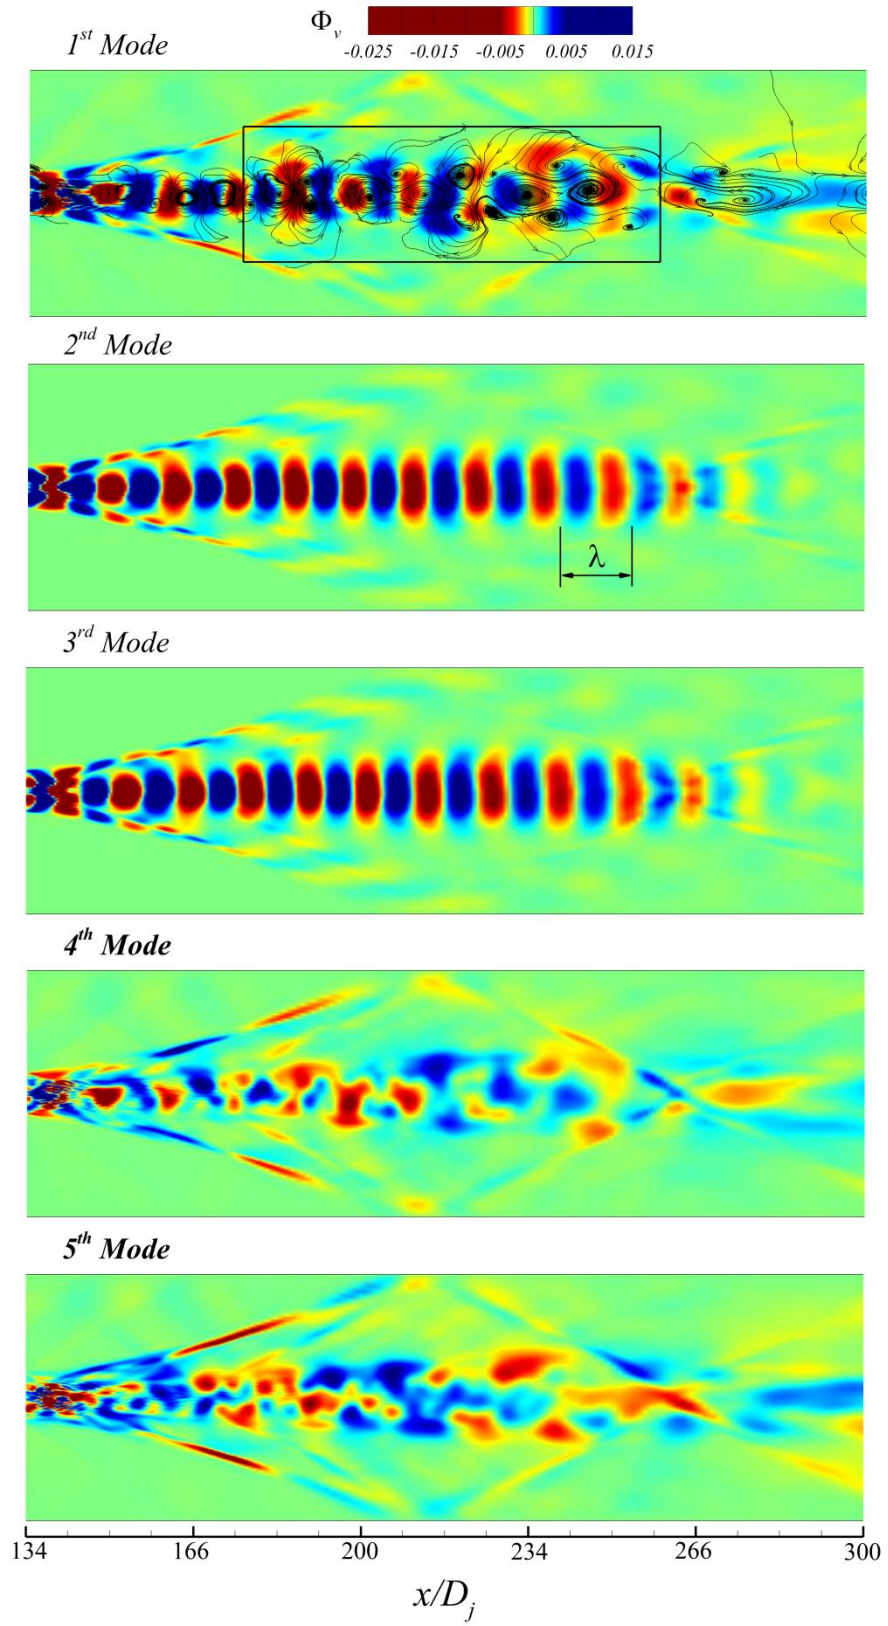 Φv
-0.025 -0.015 -0.005 0.005 0.015
1st Mode
2nd Mode
λ
3rd Mode
4th Mode
5th Mode
134 166 200 234 266 300
x/Dj